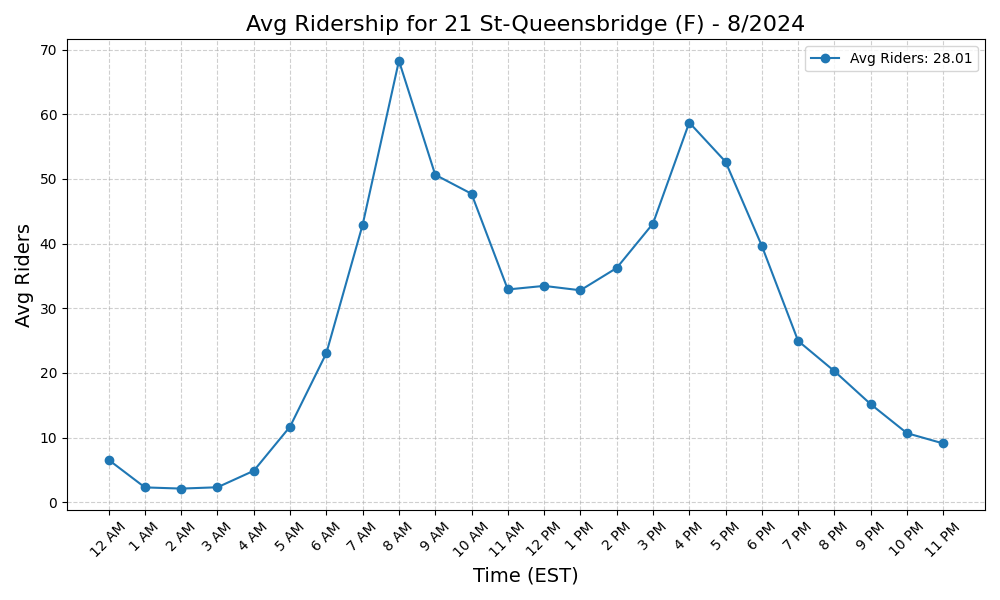 Avg Ridership for 21 St-Queensbridge (F) - 8/2024
Avg Riders: 28.01
Avg Riders
70
60
50
40
30
20
10
0
12 AM
1 AM
2 AM
3 AM
4 AM
5 AM
6 AM
7 AM
8 AM
9 AM
10 AM
11 AM
12 PM
1 PM
2 PM
3 PM
4 PM
5 PM
6 PM
7 PM
8 PM
9 PM
10 PM
11 PM
Time (EST)